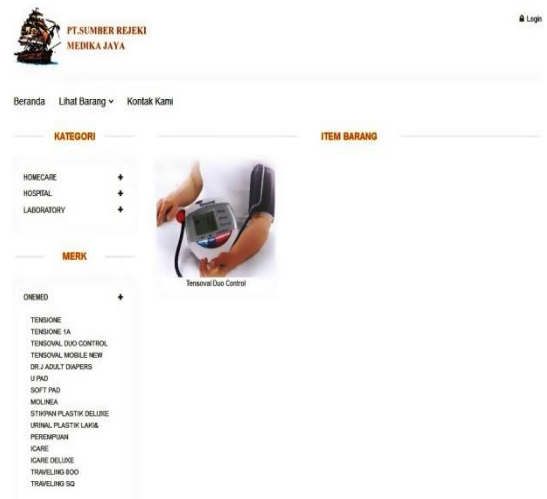 PT.SUMBER REJEKI
MEDIKA JAYA
Login
Beranda
Lihat Barang
Kontak Kami
KATEGORI
HOMECARE +
HOSPITAL +
LABORATORY +
MERK
ONEMED +
TENSIONE
TENSIONE 1A
TENSOVAL DUO CONTROL
TENSOVAL MOBILE NEW
DR.J ADULT DIAPERS
U PAD
SOFT PAD
MOLINEA
STIKPAN PLASTIK DELUXE
URINAL PLASTIK LAKI&
PEREMPUAN
ICARE
ICARE DELUXE
TRAVELING 800
TRAVELING SQ
ITEM BARANG
Tensoval Duo Control